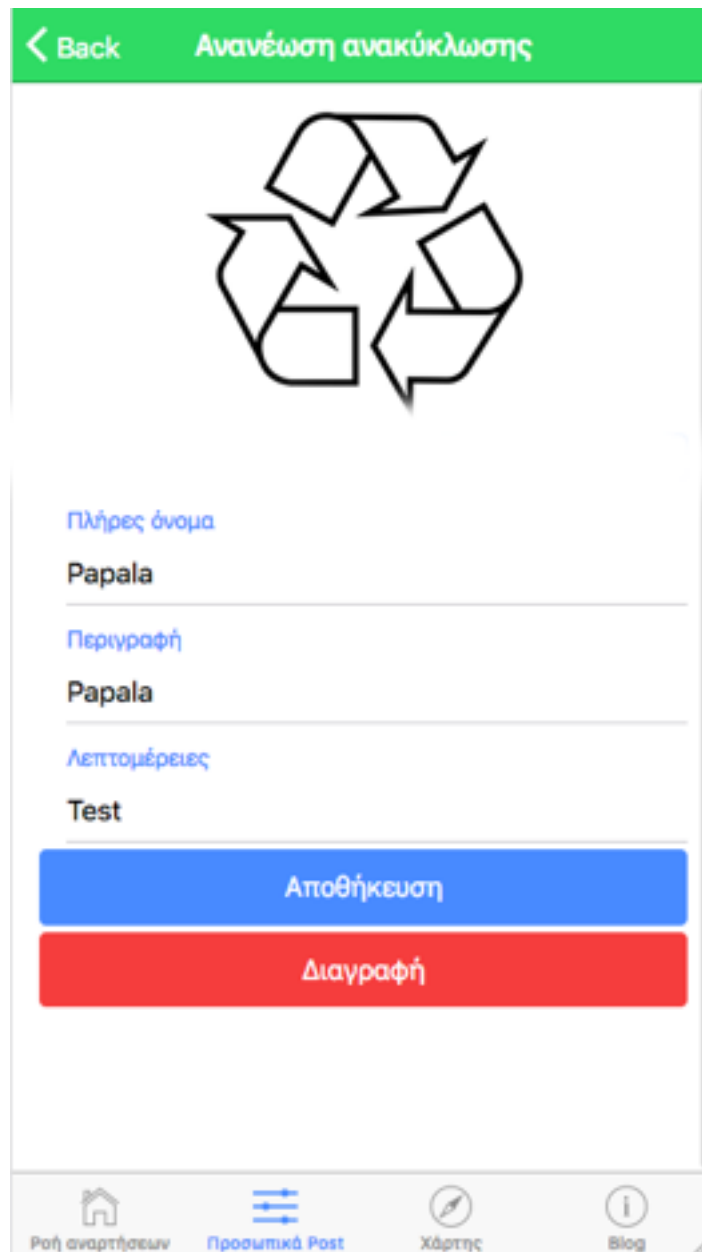 Back Ανανέωση ανακύκλωσης
Πλήρες όνομα
Papala
Περιγραφή
Papala
Λεπτομέρειες
Test
Αποθήκευση
Διαγραφή
Ροή αναρτήσεων Προσωπικά Post Χάρτης Blog